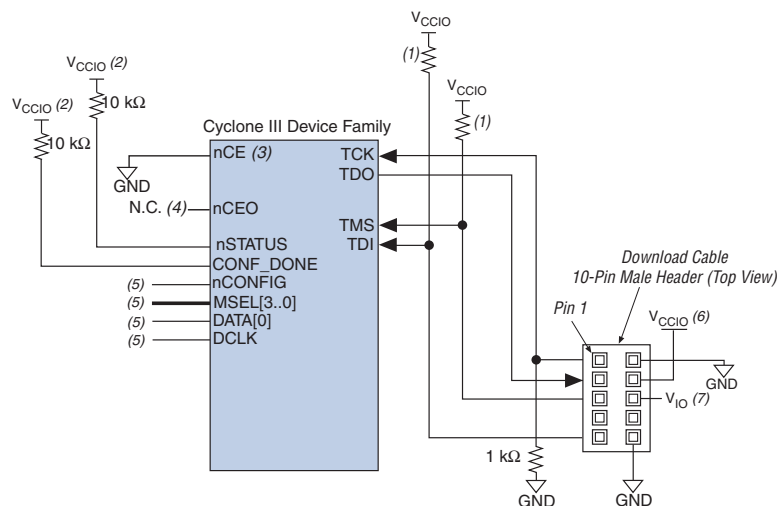 VCCIO
(1)
VCCIO (2)
10 kΩ
VCCIO (2)
10 kΩ
VCCIO
(1)
Cyclone III Device Family
nCE (3)
GND
N.C. (4)
nCEO
nSTATUS
CONF_DONE
(5) nCONFIG
(5) MSEL[3..0]
(5) DATA[0]
(5) DCLK
TCK
TDO
TMS
TDI
Download Cable
10-Pin Male Header (Top View)
Pin 1
VCCIO (6)
GND
VIO (7)
1 kΩ
GND
GND